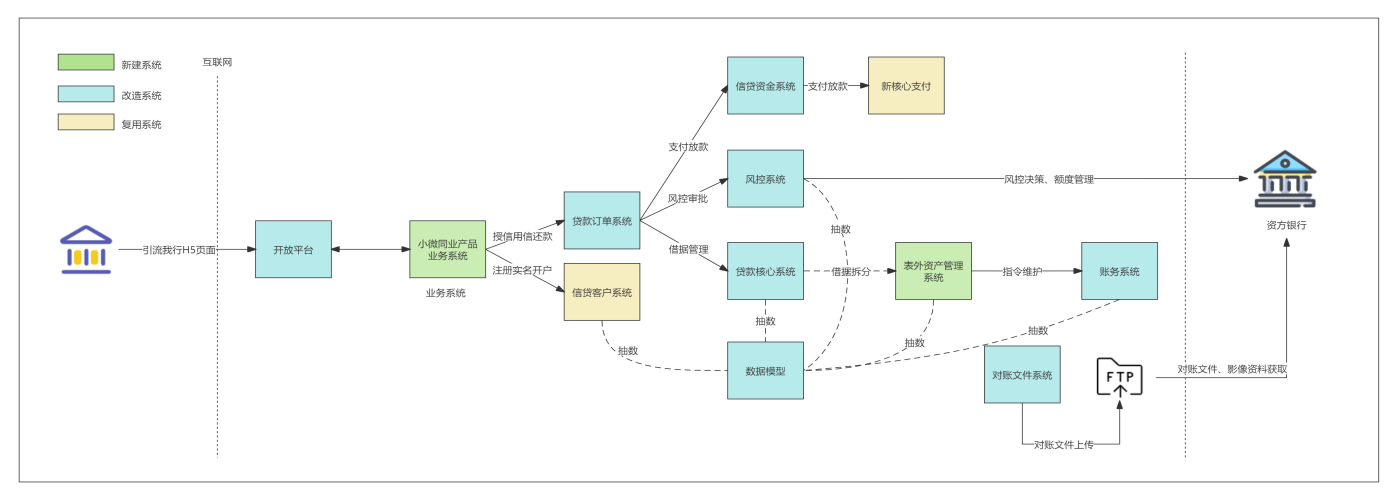 新建系统
改造系统
复用系统
互联网
引流我行H5页面
开放平台
小微同业产品
业务系统
业务系统
授信用信还款
注册实名开户
贷款订单系统
信贷客户系统
支付放款
风控审批
借据管理
信贷资金系统
支付放款
新核心支付
风控系统
风控决策、额度管理
资方银行
抽数
贷款核心系统
借据拆分
表外资产管理
系统
指令维护
账务系统
抽数
抽数
抽数
抽数
数据模型
对账文件系统
FTP
对账文件、影像资料获取
对账文件上传